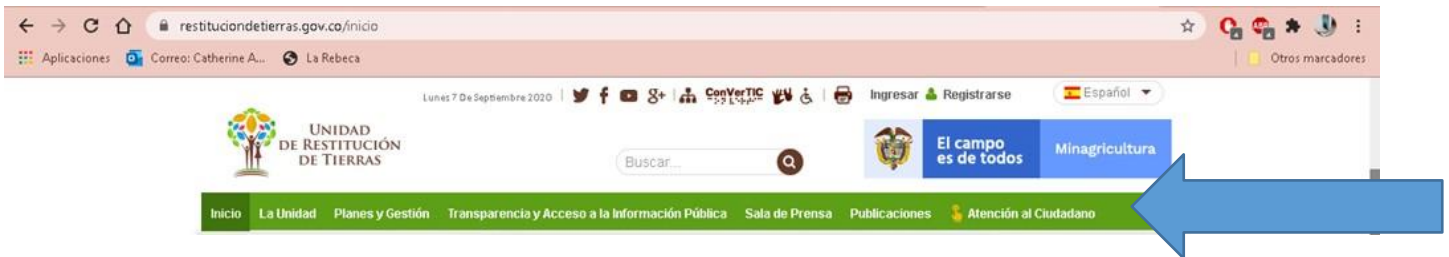 restituciondetierras.gov.co/inicio
Aplicaciones Correo: Catherine A... La Rebeca Otros marcadores
Lunes 7 De Septiembre 2020 ConVerTIC Ingresar Registrarse Español
UNIDAD
DE RESTITUCIÓN
DE TIERRAS
Buscar...
El campo
es de todos
Minagricultura
Inicio La Unidad Planes y Gestión Transparencia y Acceso a la Información Pública Sala de Prensa Publicaciones Atención al Ciudadano